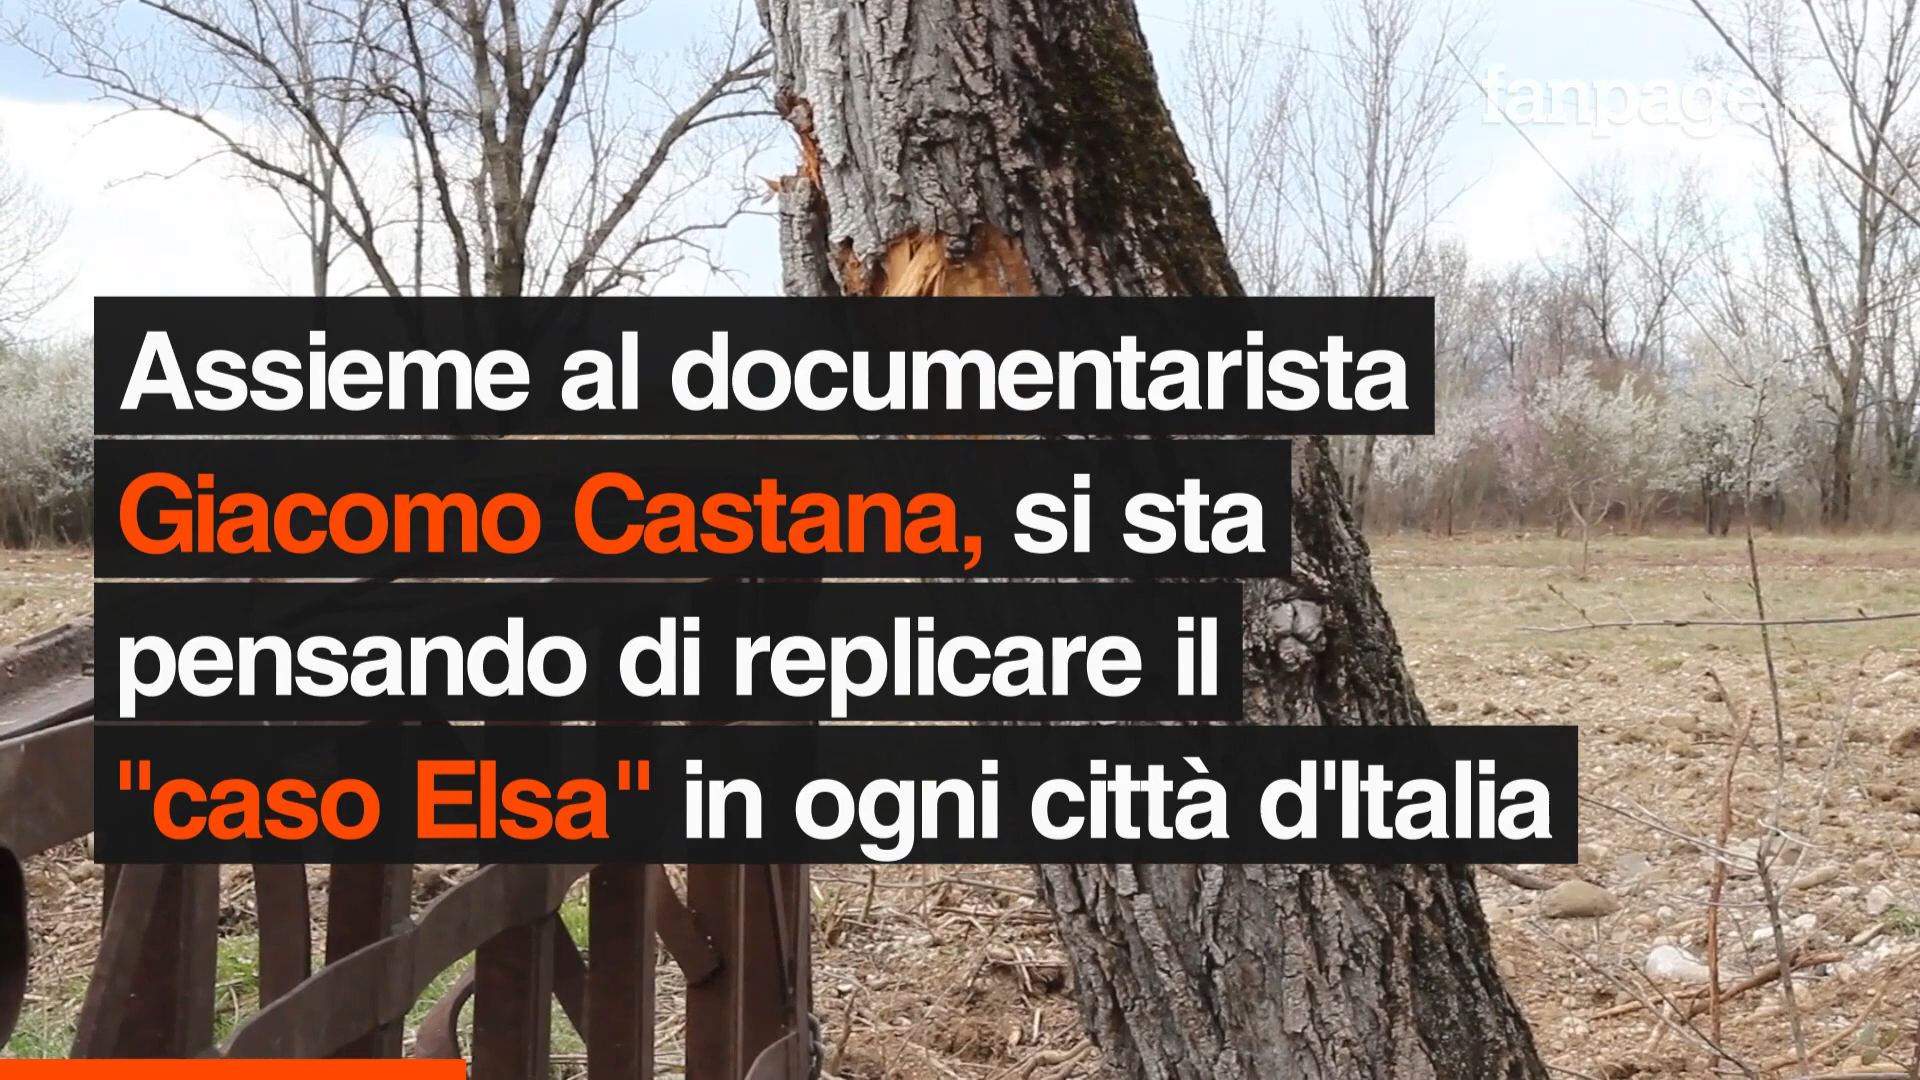 fanpage
Assieme al documentarista
Giacomo Castana, si sta
pensando di replicare il
"caso Elsa" in ogni città d'Italia